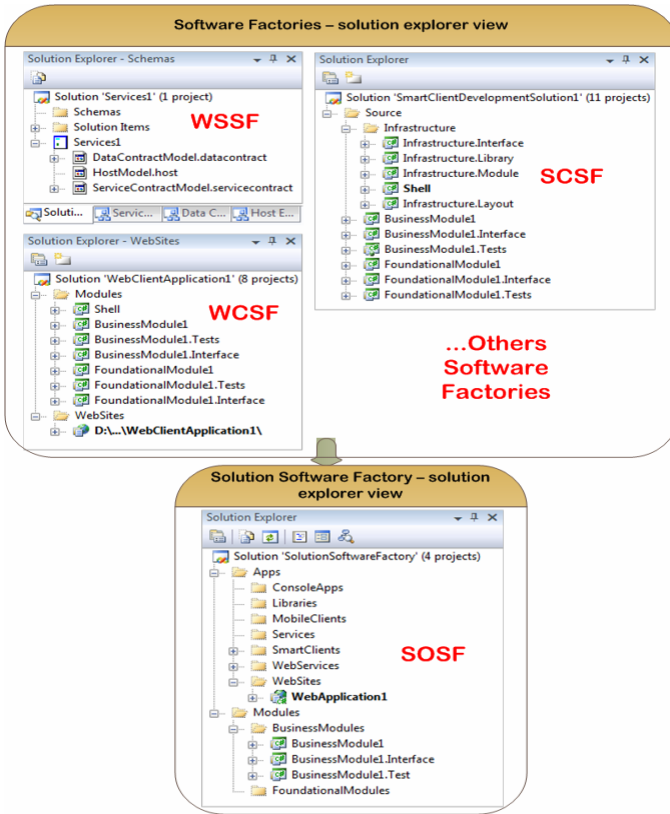 Software Factories – solution explorer view
Solution Explorer - Schemas
Solution 'Services1' (1 project)
Schemas
Solution Items
Services1
DataContractModel.datacontract
HostModel.host
ServiceContractModel.servicecontract
WSSF
Soluti...
Servic...
Data C...
Host E...
Solution Explorer
Solution 'SmartClientDevelopmentSolution1' (11 projects)
Source
Infrastructure
Infrastructure.Interface
Infrastructure.Library
Infrastructure.Module
Shell
Infrastructure.Layout
BusinessModule1
BusinessModule1.Interface
BusinessModule1.Tests
FoundationalModule1
FoundationalModule1.Interface
FoundationalModule1.Tests
SCSF
Solution Explorer - WebSites
Solution 'WebClientApplication1' (8 projects)
Modules
Shell
BusinessModule1
BusinessModule1.Tests
BusinessModule1.Interface
FoundationalModule1
FoundationalModule1.Tests
FoundationalModule1.Interface
WebSites
D:\...\WebClientApplication1\
WCSF
...Others
Software
Factories
Solution Software Factory – solution
explorer view
Solution Explorer
Solution 'SolutionSoftwareFactory' (4 projects)
Apps
ConsoleApps
Libraries
MobileClients
Services
SmartClients
WebServices
WebSites
WebApplication1
Modules
BusinessModules
BusinessModule1
BusinessModule1.Interface
BusinessModule1.Test
FoundationalModules
SOSF